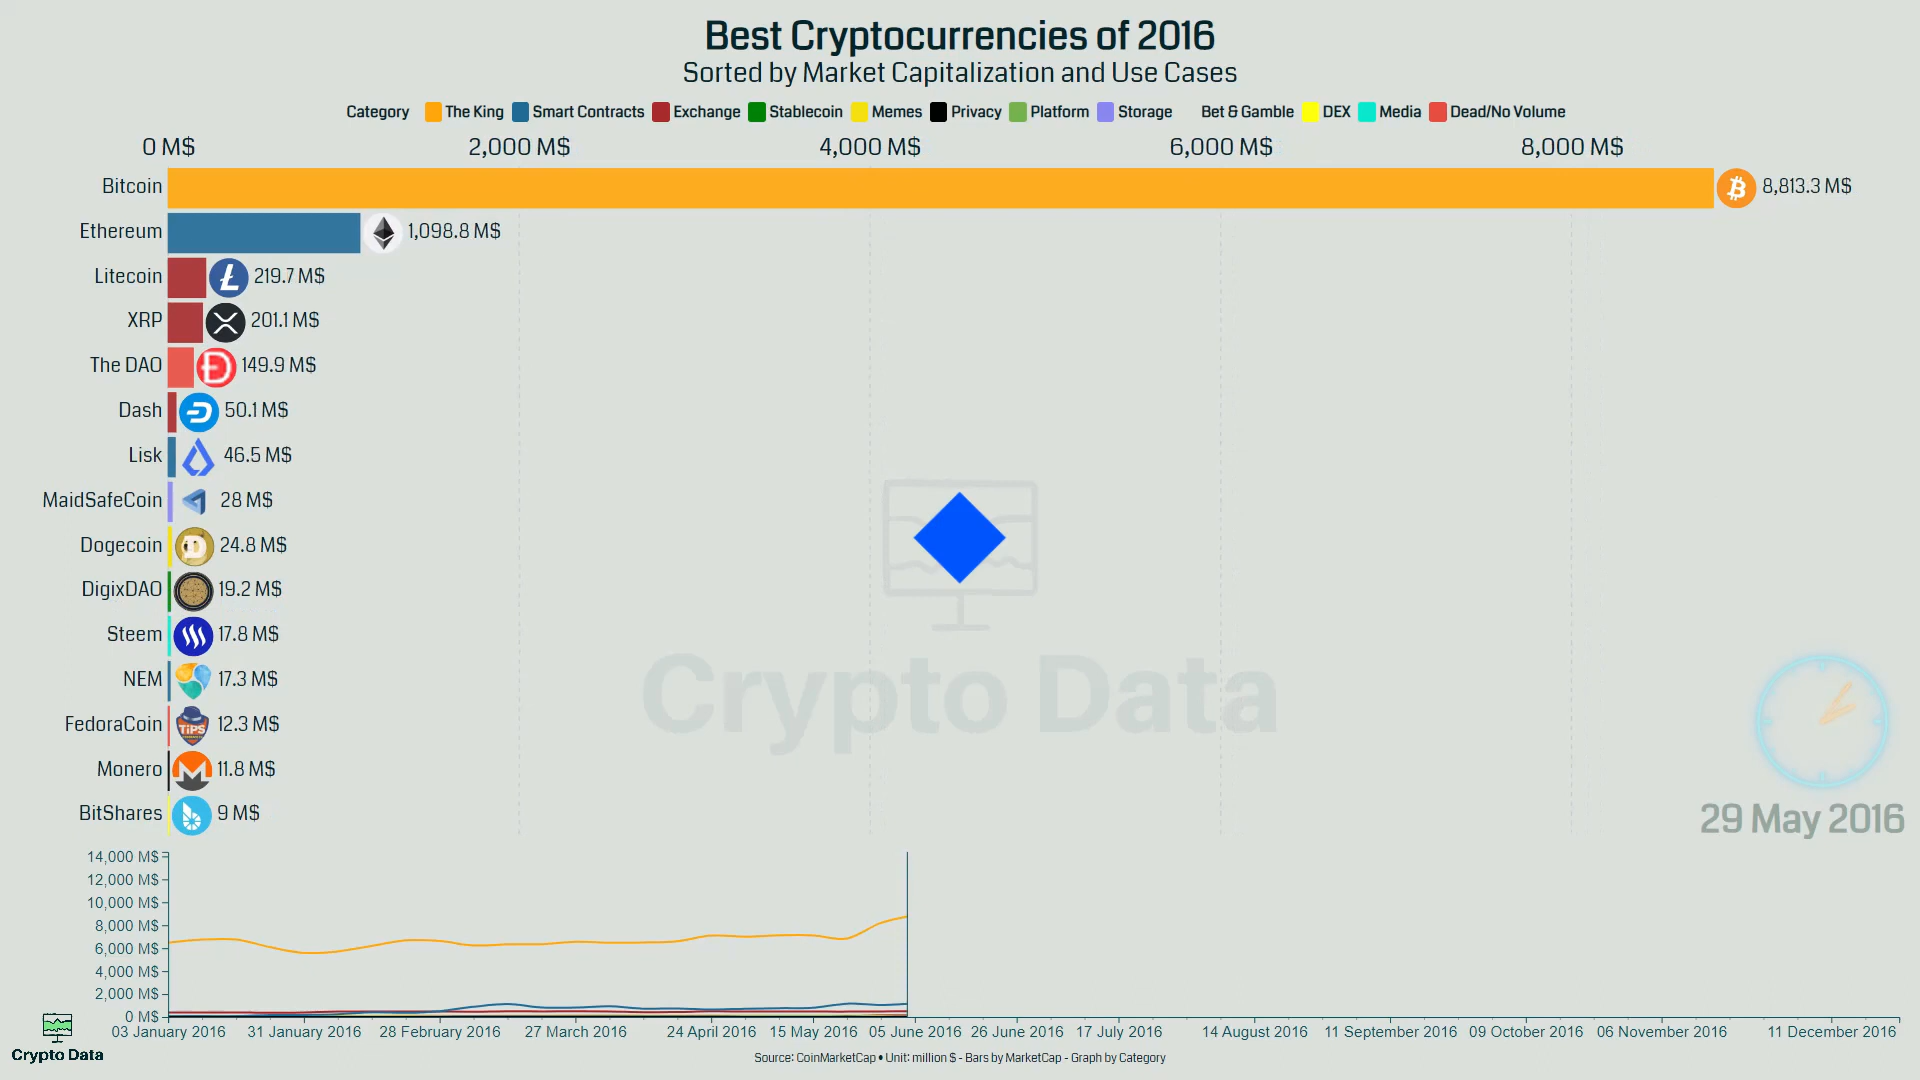 Best Cryptocurrencies of 2016
Sorted by Market Capitalization and Use Cases
Category The King Smart Contracts Exchange Stablecoin Memes Privacy Platform Storage Bet & Gamble DEX Media Dead/No Volume
0 M$ 2,000 M$ 4,000 M$ 6,000 M$ 8,000 M$
Bitcoin 8,813.3 M$
Ethereum 1,098.8 M$
Litecoin 219.7 M$
XRP 201.1 M$
The DAO 149.9 M$
Dash 50.1 M$
Lisk 46.5 M$
MaidSafeCoin 28 M$
Dogecoin 24.8 M$
DigixDAO 19.2 M$
Steem 17.8 M$
NEM 17.3 M$
FedoraCoin TiPS 12.3 M$
Monero 11.8 M$
BitShares 9 M$
Crypto Data
29 May 2016
14,000 M$
12,000 M$
10,000 M$
8,000 M$
6,000 M$
4,000 M$
2,000 M$
0 M$
03 January 2016 31 January 2016 28 February 2016 27 March 2016 24 April 2016 15 May 2016 05 June 2016 26 June 2016 17 July 2016 14 August 2016 11 September 2016 09 October 2016 06 November 2016 11 December 2016
Crypto Data
Source: CoinMarketCap • Unit: million $ - Bars by MarketCap - Graph by Category